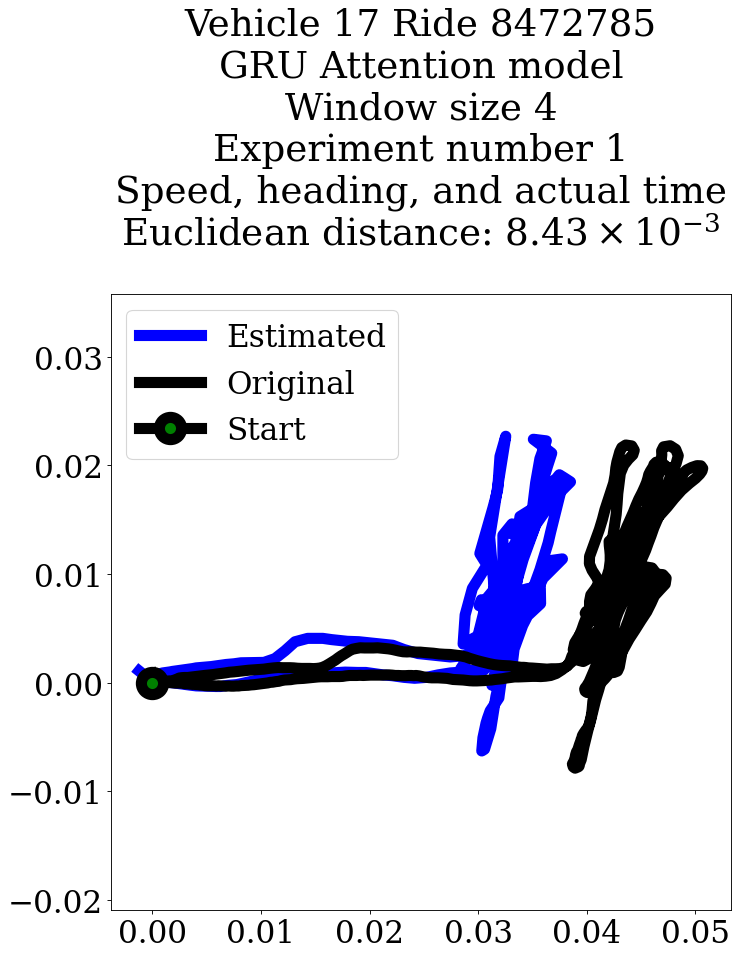 Vehicle 17 Ride 8472785
GRU Attention model
Window size 4
Experiment number 1
Speed, heading, and actual time
Euclidean distance: 8.43 × 10⁻³
Estimated
Original
Start
0.03
0.02
0.01
0.00
−0.01
−0.02
0.00 0.01 0.02 0.03 0.04 0.05